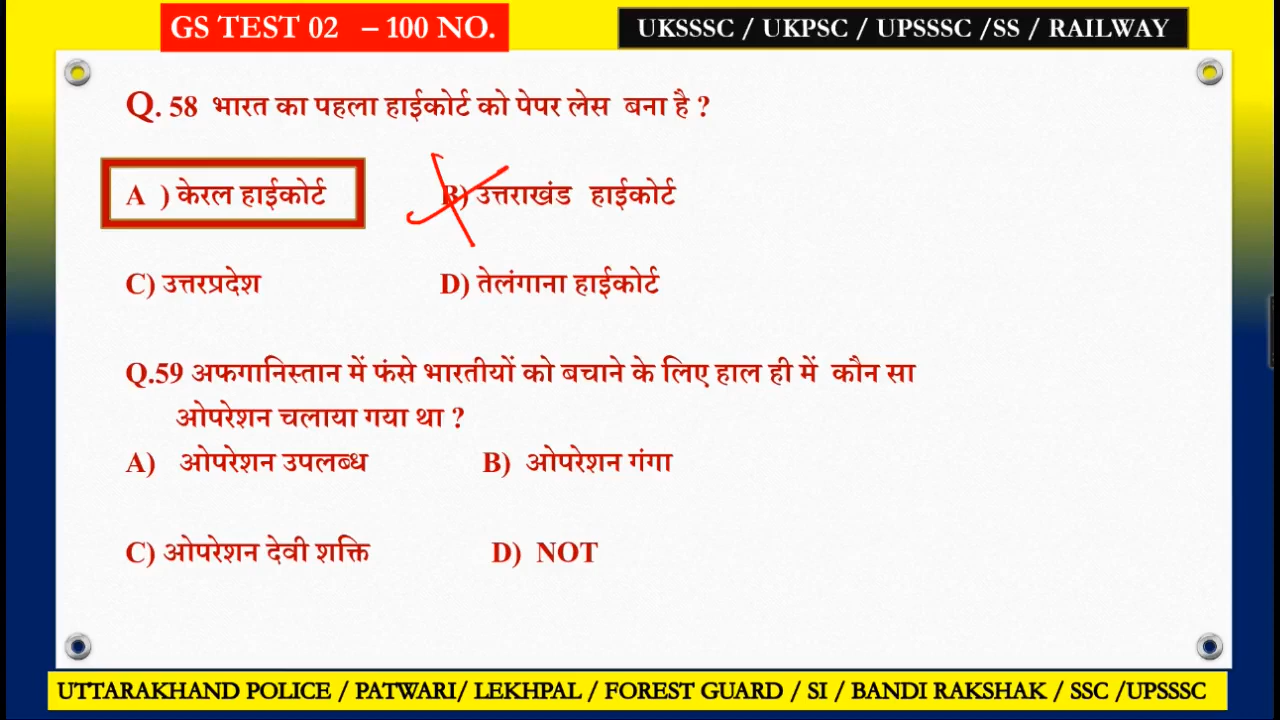 GS TEST 02 – 100 NO.
UKSSSC / UKPSC / UPSSSC /SS / RAILWAY
Q. 58 भारत का पहला हाईकोर्ट को पेपर लेस बना है ?
A ) केरल हाईकोर्ट B) उत्तराखंड हाईकोर्ट
C) उत्तरप्रदेश D) तेलंगाना हाईकोर्ट
Q.59 अफगानिस्तान में फंसे भारतीयों को बचाने के लिए हाल ही में कौन सा
ओपरेशन चलाया गया था ?
A) ओपरेशन उपलब्ध B) ओपरेशन गंगा
C) ओपरेशन देवी शक्ति D) NOT
UTTARAKHAND POLICE / PATWARI/ LEKHPAL / FOREST GUARD / SI / BANDI RAKSHAK / SSC /UPSSSC